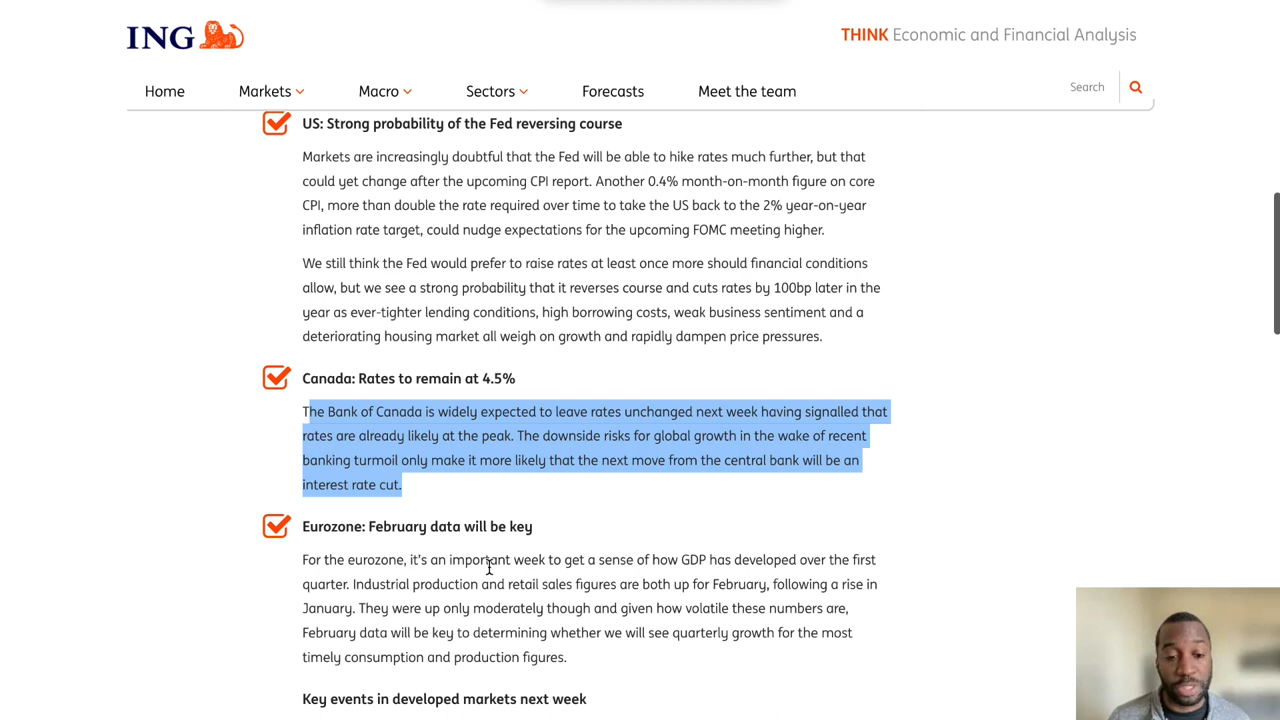 ING
THINK Economic and Financial Analysis
Home Markets Macro Sectors Forecasts Meet the team Search
US: Strong probability of the Fed reversing course
Markets are increasingly doubtful that the Fed will be able to hike rates much further, but that
could yet change after the upcoming CPI report. Another 0.4% month-on-month figure on core
CPI, more than double the rate required over time to take the US back to the 2% year-on-year
inflation rate target, could nudge expectations for the upcoming FOMC meeting higher.
We still think the Fed would prefer to raise rates at least once more should financial conditions
allow, but we see a strong probability that it reverses course and cuts rates by 100bp later in the
year as ever-tighter lending conditions, high borrowing costs, weak business sentiment and a
deteriorating housing market all weigh on growth and rapidly dampen price pressures.
Canada: Rates to remain at 4.5%
The Bank of Canada is widely expected to leave rates unchanged next week having signalled that
rates are already likely at the peak. The downside risks for global growth in the wake of recent
banking turmoil only make it more likely that the next move from the central bank will be an
interest rate cut.
Eurozone: February data will be key
For the eurozone, it's an important week to get a sense of how GDP has developed over the first
quarter. Industrial production and retail sales figures are both up for February, following a rise in
January. They were up only moderately though and given how volatile these numbers are,
February data will be key to determining whether we will see quarterly growth for the most
timely consumption and production figures.
Key events in developed markets next week